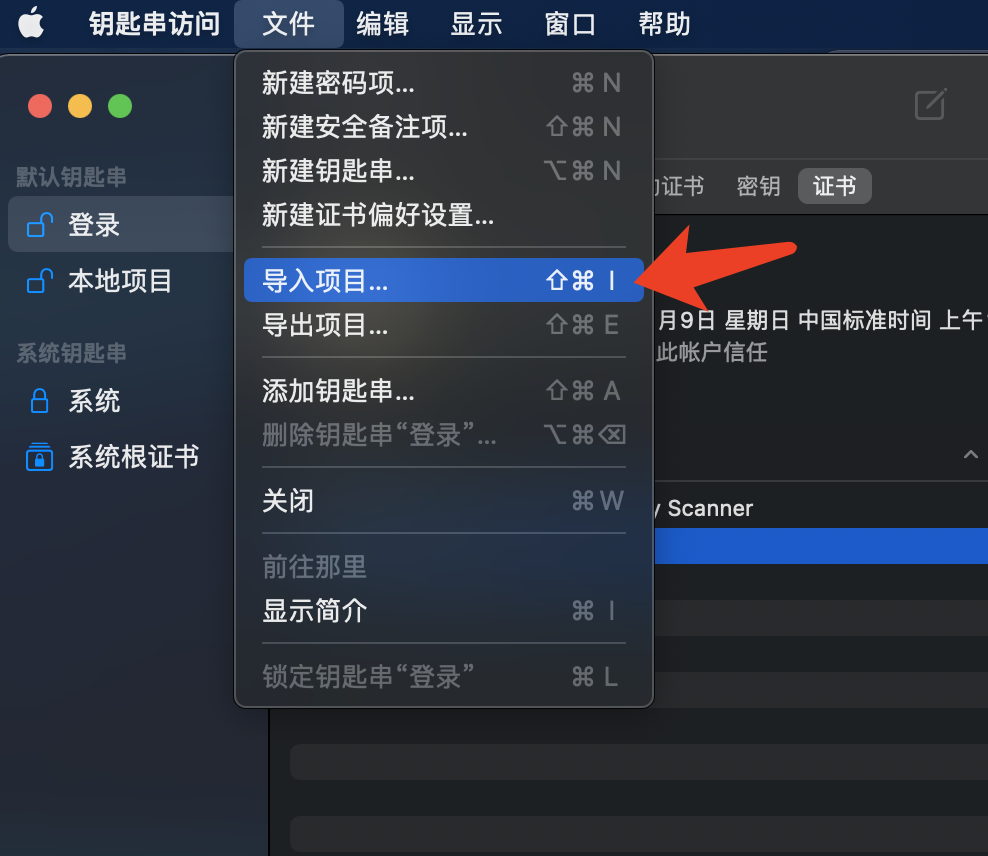 钥匙串访问 文件 编辑 显示 窗口 帮助
新建密码项... ⌘ N
新建安全备注项... ⇧⌘ N
新建钥匙串... ⌥⌘ N
新建证书偏好设置...
导入项目... ⇧⌘ I
导出项目... ⇧⌘ E
添加钥匙串... ⇧⌘ A
删除钥匙串“登录”... ⌥⌘⌫
关闭 ⌘ W
前往那里
显示简介 ⌘ I
锁定钥匙串“登录” ⌘ L
默认钥匙串
登录
本地项目
系统钥匙串
系统
系统根证书
证书 密钥 证书
月9日 星期日 中国标准时间 上午
此帐户信任
Scanner